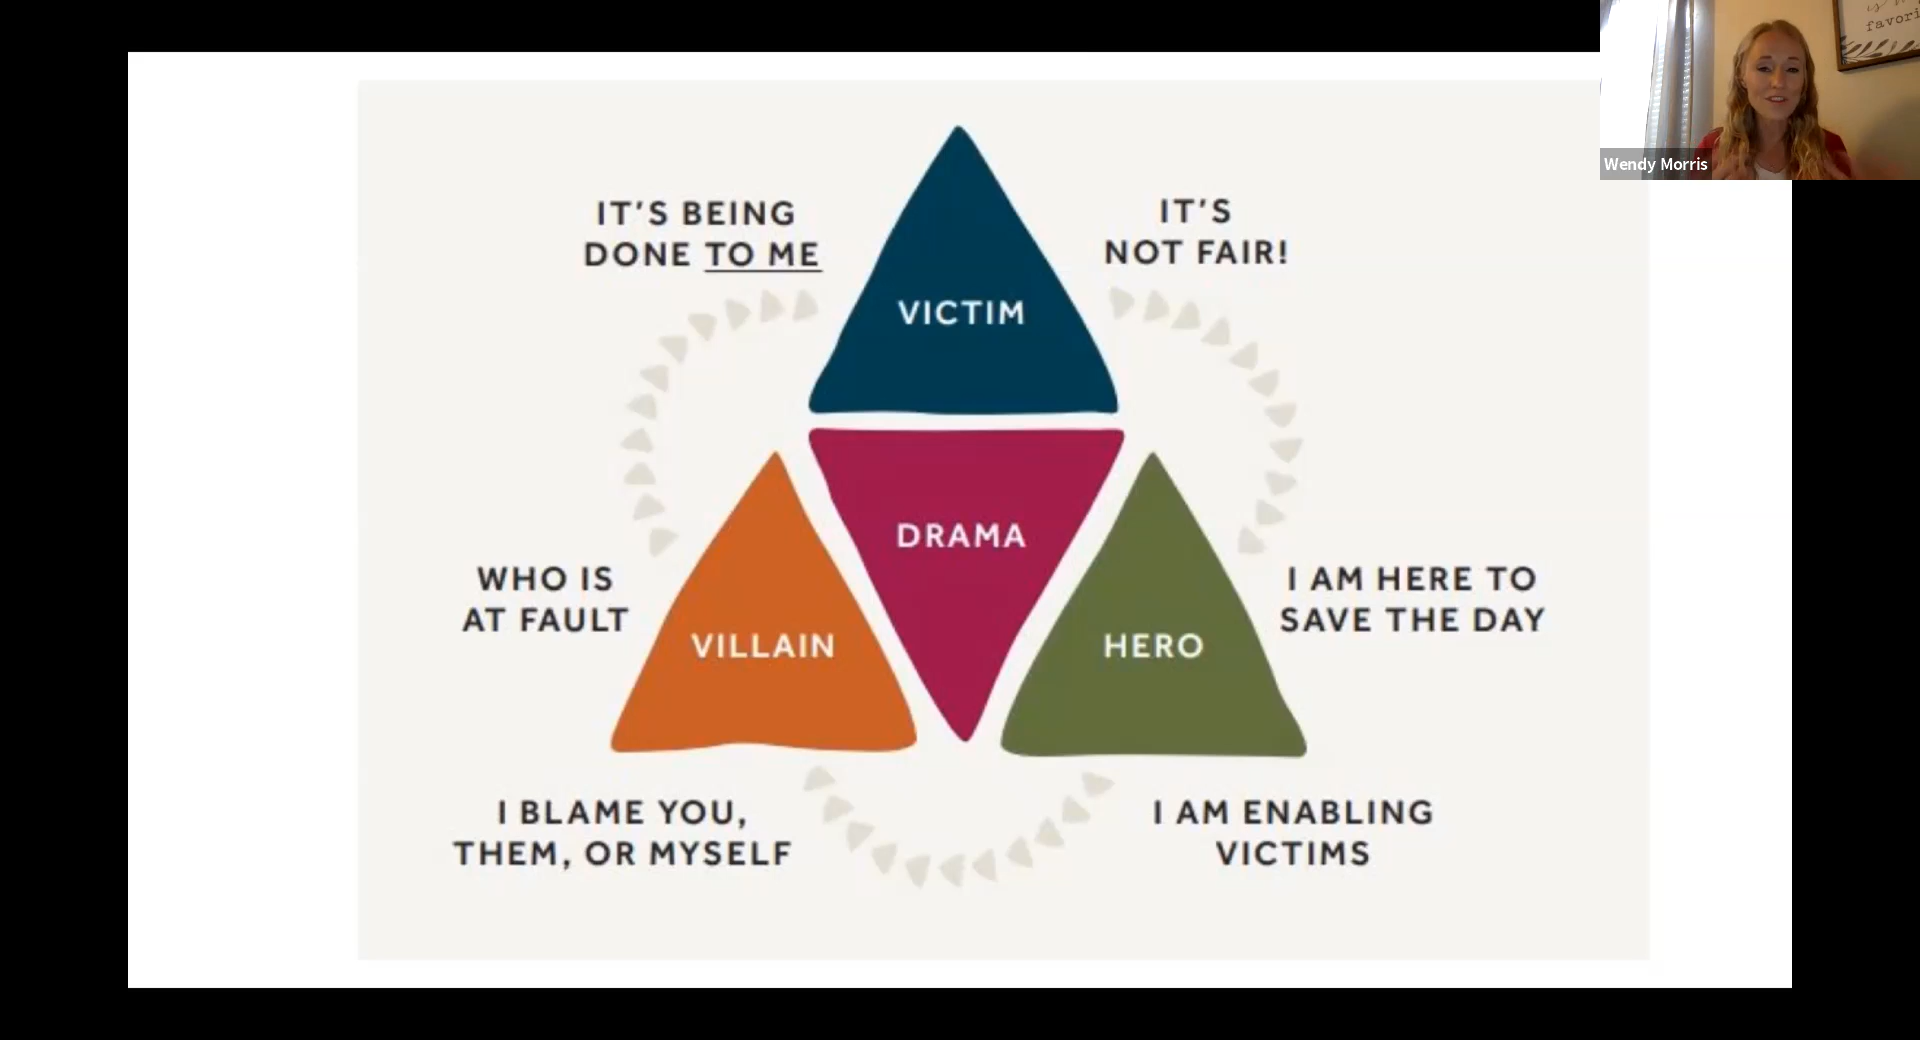 favori
Wendy Morris
IT'S BEING
DONE TO ME
IT'S
NOT FAIR!
VICTIM
DRAMA
WHO IS
AT FAULT
VILLAIN
HERO
I AM HERE TO
SAVE THE DAY
I BLAME YOU,
THEM, OR MYSELF
I AM ENABLING
VICTIMS